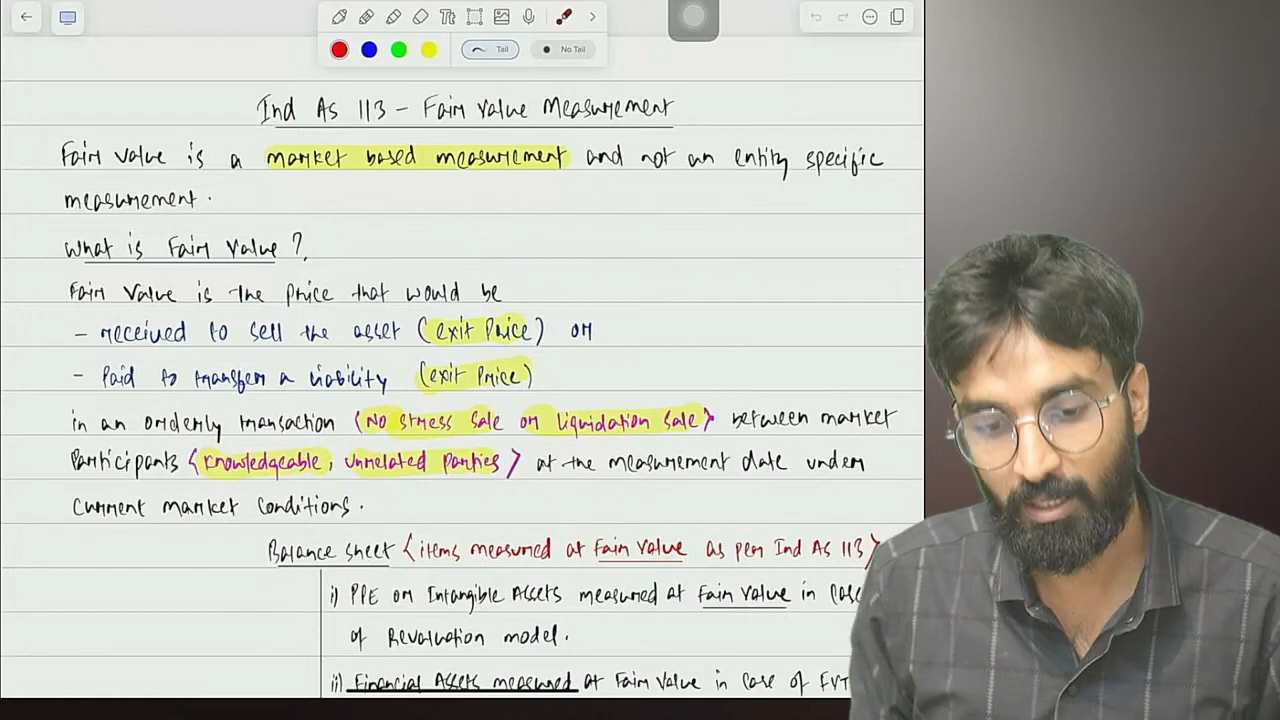 Tail
No Tail
Ind As 113 - Fair Value Measurement
Fair value is a market based measurement and not an entity specific
measurement.
What is Fair Value?
Fair Value is the Price that would be
- received to sell the asset (exit Price) or
- Paid to transfer a liability (exit Price)
in an orderly transaction (No stress Sale or liquidation Sale) between market
Participants (Knowledgeable, unrelated Parties) at the measurement date under
Current market Conditions.
Balance sheet (items measured at Fair Value as per Ind As 113)
i) PPE or Intangible Assets measured at Fair Value in Case
of Revaluation model.
ii) Financial Assets measured at Fair Value in Case of FVT